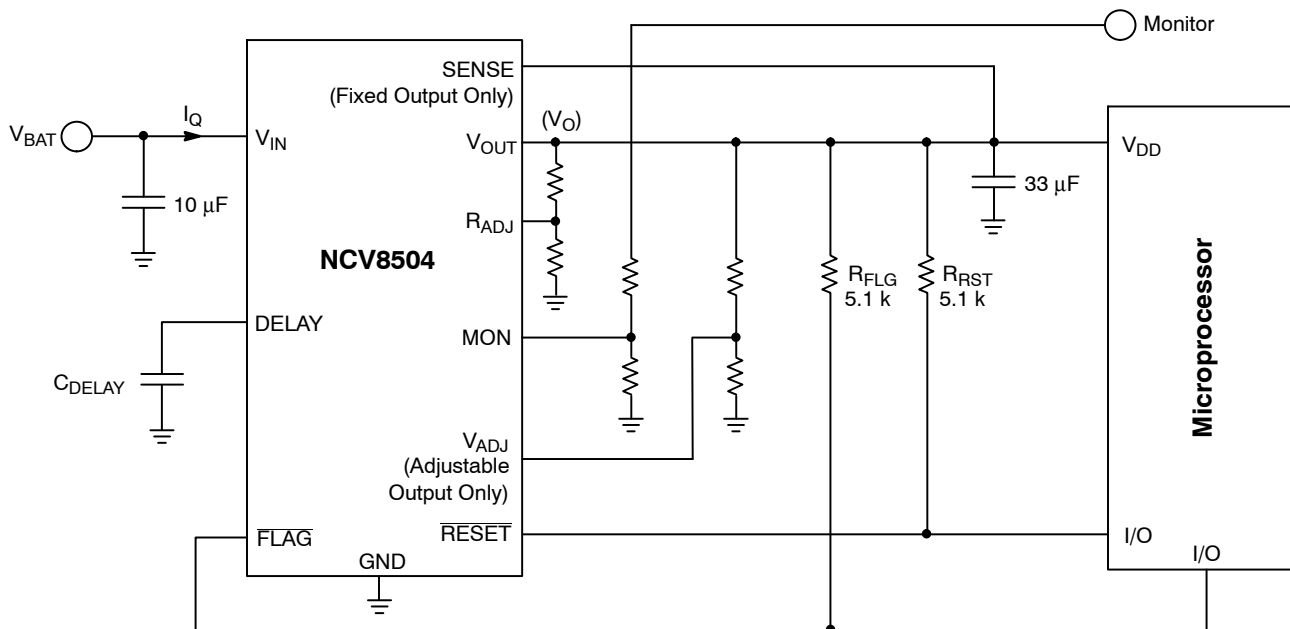 Monitor
SENSE
(Fixed Output Only)
V_BAT
I_Q
V_IN
(V_O)
V_OUT
V_DD
10 μF
33 μF
R_ADJ
NCV8504
R_FLG
5.1 k
R_RST
5.1 k
DELAY
MON
C_DELAY
Microprocessor
V_ADJ
(Adjustable
Output Only)
FLAG
RESET
I/O
GND
I/O